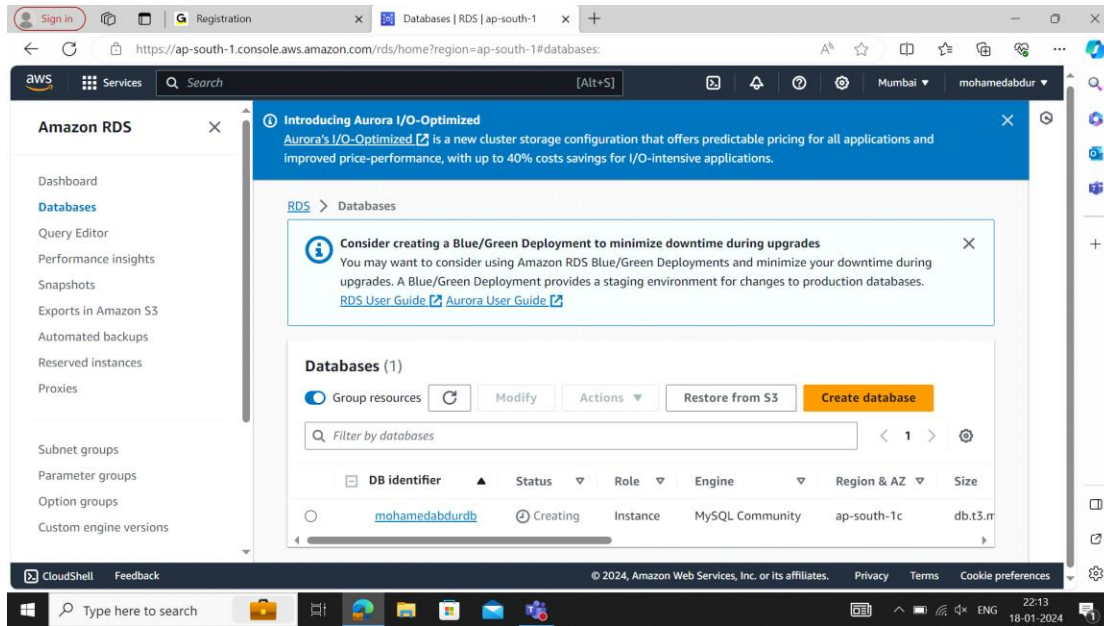 Sign in
Registration
Databases | RDS | ap-south-1
https://ap-south-1.console.aws.amazon.com/rds/home?region=ap-south-1#databases:
aws
Services
Search
[Alt+S]
Mumbai
mohamedabdur
Amazon RDS
Dashboard
Databases
Query Editor
Performance insights
Snapshots
Exports in Amazon S3
Automated backups
Reserved instances
Proxies
Subnet groups
Parameter groups
Option groups
Custom engine versions
Introducing Aurora I/O-Optimized
Aurora's I/O-Optimized is a new cluster storage configuration that offers predictable pricing for all applications and
improved price-performance, with up to 40% costs savings for I/O-intensive applications.
RDS > Databases
Consider creating a Blue/Green Deployment to minimize downtime during upgrades
You may want to consider using Amazon RDS Blue/Green Deployments and minimize your downtime during
upgrades. A Blue/Green Deployment provides a staging environment for changes to production databases.
RDS User Guide Aurora User Guide
Databases (1)
Group resources
Modify
Actions
Restore from S3
Create database
Filter by databases
1
DB identifier Status Role Engine Region & AZ Size
mohamedabdurdb Creating Instance MySQL Community ap-south-1c db.t3.m
CloudShell Feedback
© 2024, Amazon Web Services, Inc. or its affiliates. Privacy Terms Cookie preferences
Type here to search
ENG
22:13
18-01-2024